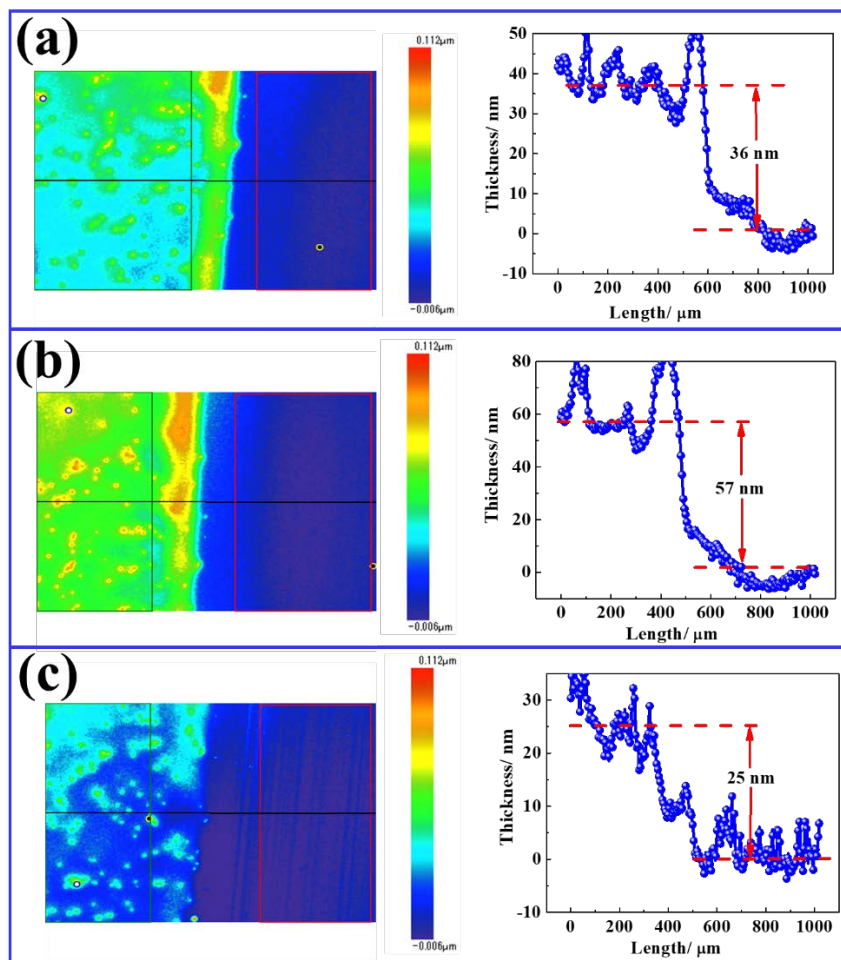 (a)
0.112μm
−0.006μm
Thickness/ nm
50
40
30
20
10
0
-10
36 nm
0 200 400 600 800 1000
Length/ μm
(b)
0.112μm
−0.006μm
Thickness/ nm
80
60
40
20
0
57 nm
0 200 400 600 800 1000
Length/ μm
(c)
0.112μm
−0.006μm
Thickness/ nm
30
20
10
0
-10
25 nm
0 200 400 600 800 1000
Length/ μm